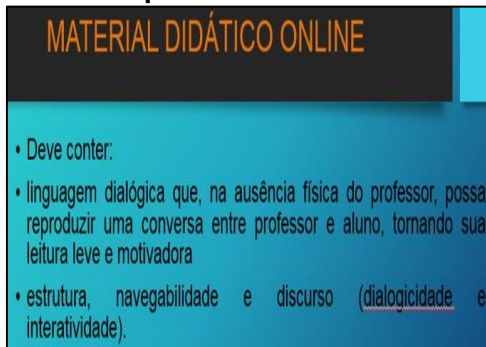 MATERIAL DIDÁTICO ONLINE
• Deve conter:
• linguagem dialógica que, na ausência física do professor, possa
reproduzir uma conversa entre professor e aluno, tornando sua
leitura leve e motivadora
• estrutura, navegabilidade e discurso (dialogicidade e
interatividade).